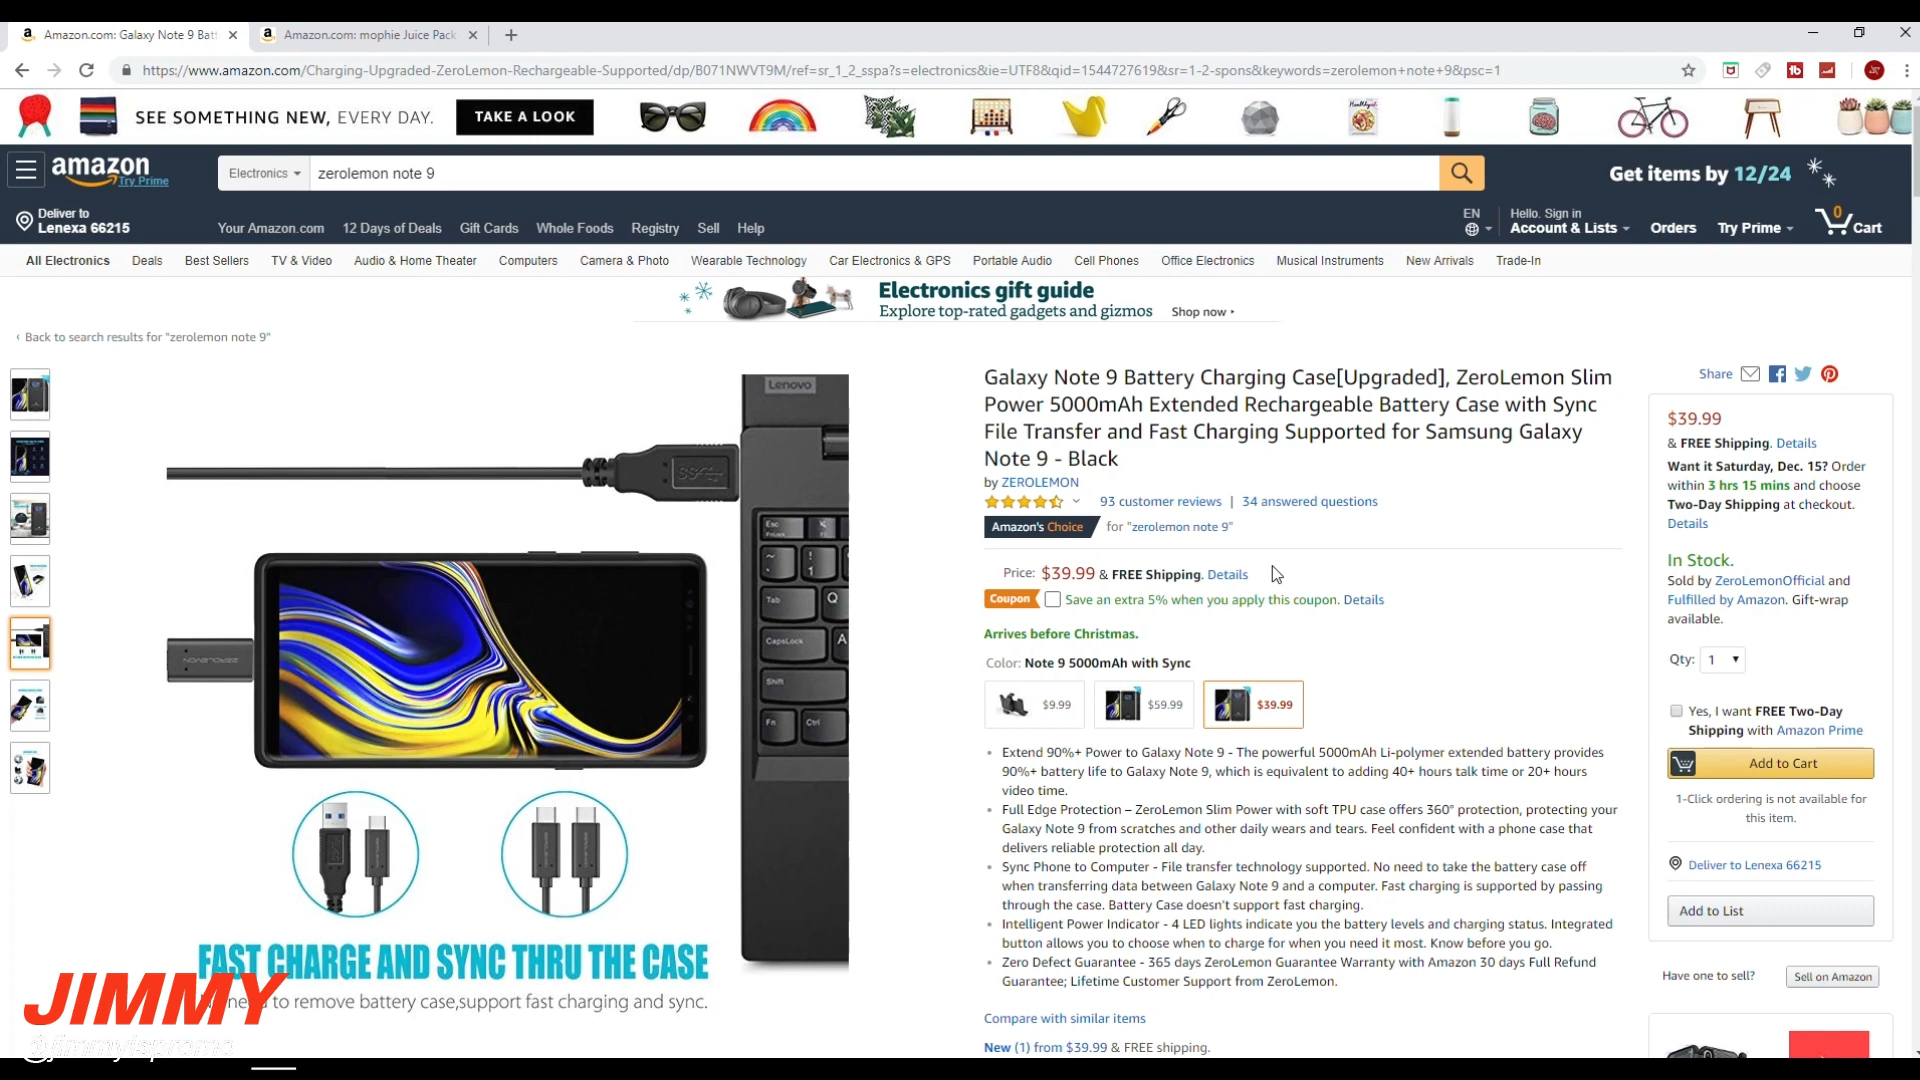 Amazon.com: Galaxy Note 9 Batt
Amazon.com: mophie Juice Pack
https://www.amazon.com/Charging-Upgraded-ZeroLemon-Rechargeable-Supported/dp/B071NWVT9M/ref=sr_1_2_sspa?s=electronics&ie=UTF8&qid=1544727619&sr=1-2-spons&keywords=zerolemon+note+9&psc=1
SEE SOMETHING NEW, EVERY DAY. TAKE A LOOK
amazon
Try Prime
Electronics
zerolemon note 9
Get items by 12/24
Deliver to
Lenexa 66215
Your Amazon.com 12 Days of Deals Gift Cards Whole Foods Registry Sell Help
EN
Hello. Sign in
Account & Lists Orders Try Prime 0 Cart
All Electronics Deals Best Sellers TV & Video Audio & Home Theater Computers Camera & Photo Wearable Technology Car Electronics & GPS Portable Audio Cell Phones Office Electronics Musical Instruments New Arrivals Trade-In
Electronics gift guide
Explore top-rated gadgets and gizmos Shop now
‹ Back to search results for "zerolemon note 9"
Lenovo
Esc
FnLock
Tab
Q
CapsLock
A
Shift
Fn
Ctrl
ZEROLEMON
FAST CHARGE AND SYNC THRU THE CASE
to remove battery case,support fast charging and sync.
JIMMY
@jimmyispromo
Galaxy Note 9 Battery Charging Case[Upgraded], ZeroLemon Slim
Power 5000mAh Extended Rechargeable Battery Case with Sync
File Transfer and Fast Charging Supported for Samsung Galaxy
Note 9 - Black
by ZEROLEMON
93 customer reviews | 34 answered questions
Amazon's Choice for "zerolemon note 9"
Price: $39.99 & FREE Shipping. Details
Coupon Save an extra 5% when you apply this coupon. Details
Arrives before Christmas.
Color: Note 9 5000mAh with Sync
$9.99 $59.99 $39.99
• Extend 90%+ Power to Galaxy Note 9 - The powerful 5000mAh Li-polymer extended battery provides
90%+ battery life to Galaxy Note 9, which is equivalent to adding 40+ hours talk time or 20+ hours
video time.
• Full Edge Protection – ZeroLemon Slim Power with soft TPU case offers 360° protection, protecting your
Galaxy Note 9 from scratches and other daily wears and tears. Feel confident with a phone case that
delivers reliable protection all day.
• Sync Phone to Computer - File transfer technology supported. No need to take the battery case off
when transferring data between Galaxy Note 9 and a computer. Fast charging is supported by passing
through the case. Battery Case doesn't support fast charging.
• Intelligent Power Indicator - 4 LED lights indicate you the battery levels and charging status. Integrated
button allows you to choose when to charge for when you need it most. Know before you go.
• Zero Defect Guarantee - 365 days ZeroLemon Guarantee Warranty with Amazon 30 days Full Refund
Guarantee; Lifetime Customer Support from ZeroLemon.
Compare with similar items
New (1) from $39.99 & FREE shipping.
Share
$39.99
& FREE Shipping. Details
Want it Saturday, Dec. 15? Order
within 3 hrs 15 mins and choose
Two-Day Shipping at checkout.
Details
In Stock.
Sold by ZeroLemonOfficial and
Fulfilled by Amazon. Gift-wrap
available.
Qty: 1
Yes, I want FREE Two-Day
Shipping with Amazon Prime
Add to Cart
1-Click ordering is not available for
this item.
Deliver to Lenexa 66215
Add to List
Have one to sell? Sell on Amazon